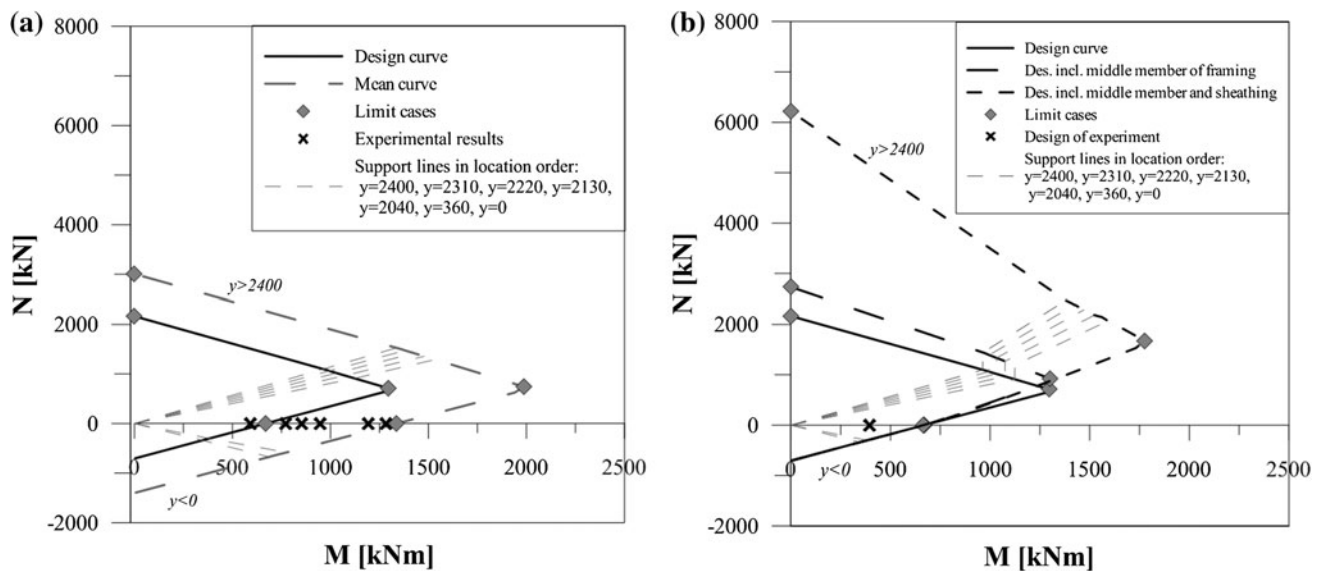 (a)
8000
6000
4000
2000
0
-2000
N [kN]
Design curve
Mean curve
Limit cases
Experimental results
Support lines in location order:
y=2400, y=2310, y=2220, y=2130,
y=2040, y=360, y=0
y>2400
y<0
0 500 1000 1500 2000 2500
M [kNm]
(b)
8000
6000
4000
2000
0
-2000
N [kN]
Design curve
Des. incl. middle member of framing
Des. incl. middle member and sheathing
Limit cases
Design of experiment
Support lines in location order:
y=2400, y=2310, y=2220, y=2130,
y=2040, y=360, y=0
y>2400
y<0
0 500 1000 1500 2000 2500
M [kNm]